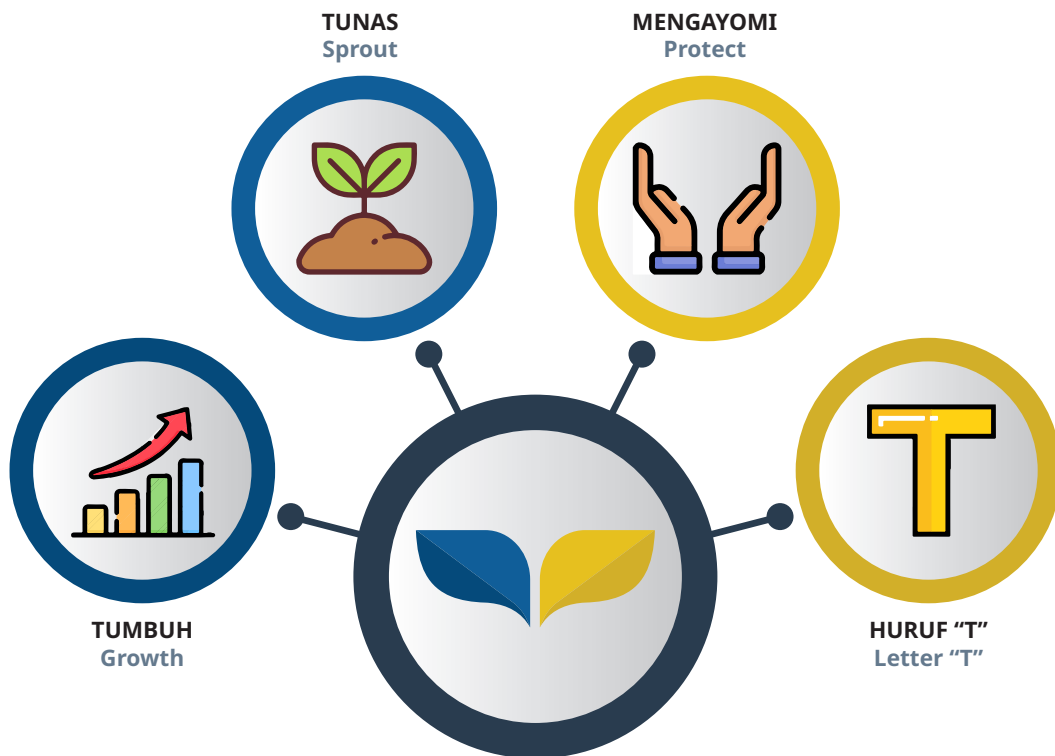 TUNAS
Sprout
MENGAYOMI
Protect
TUMBUH
Growth
HURUF “T”
Letter “T”